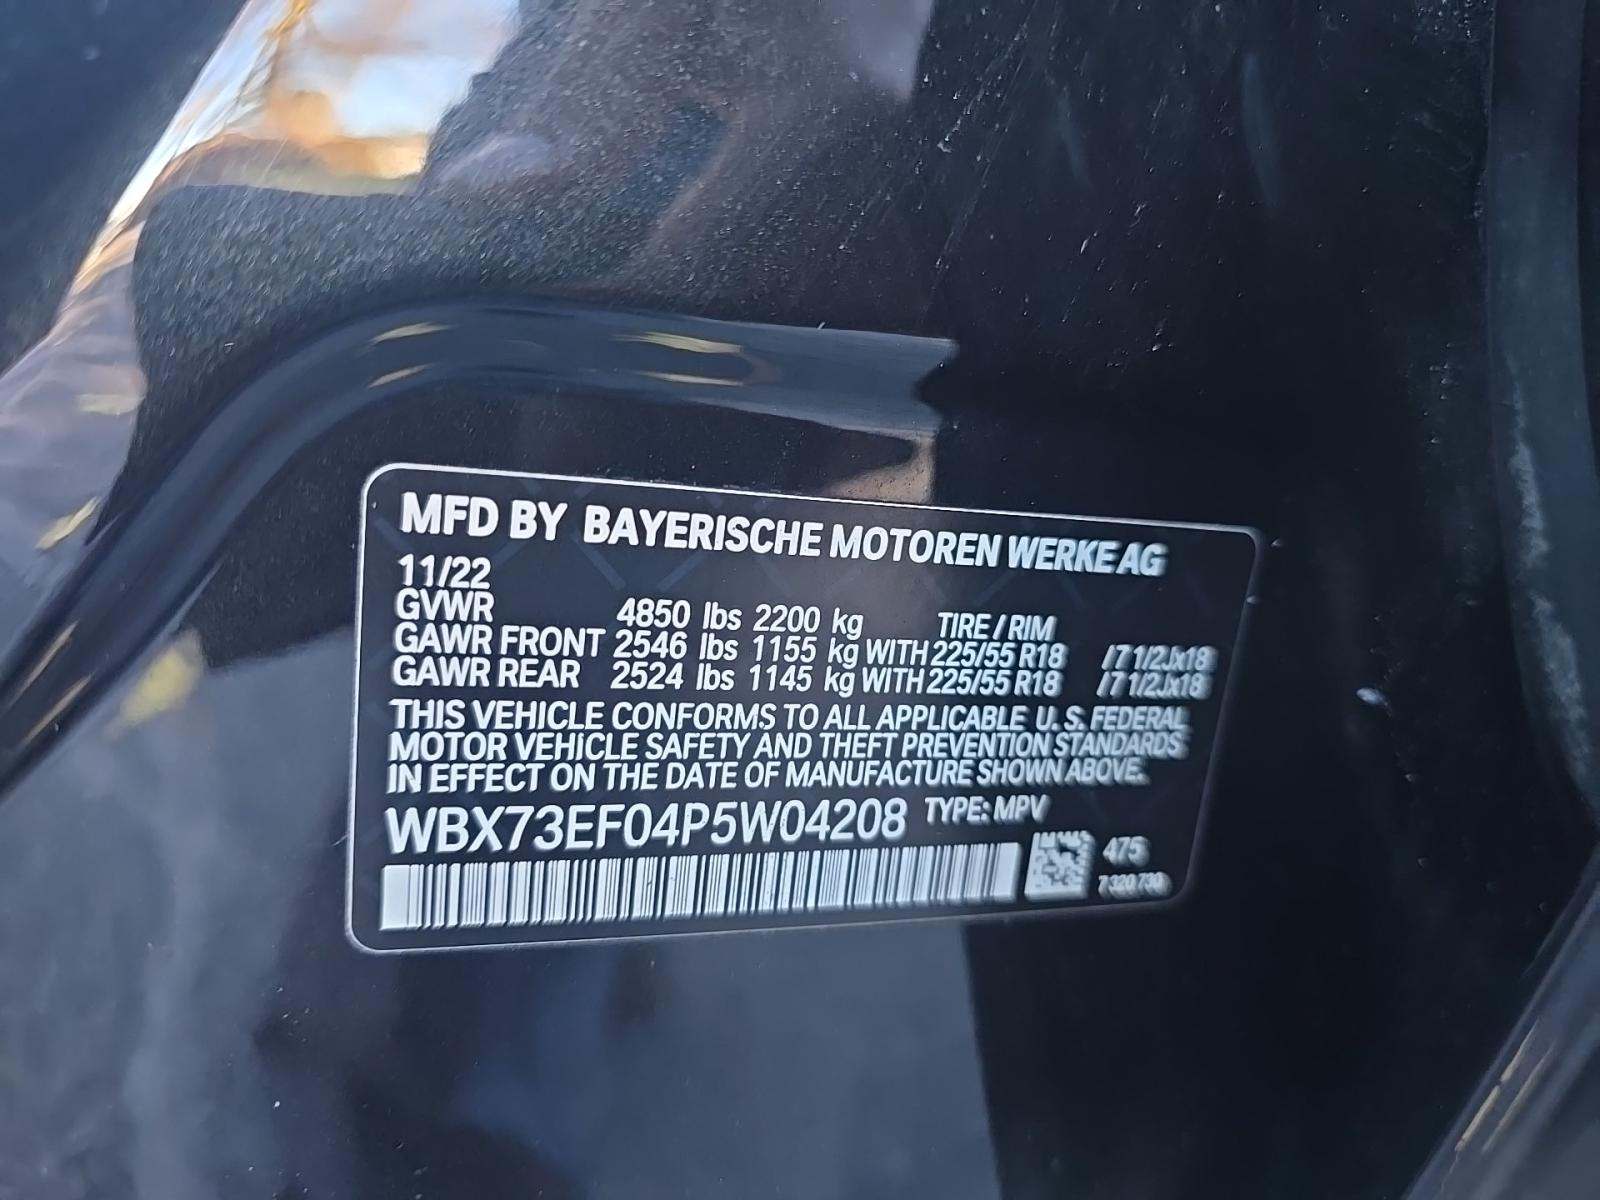 MFD BY BAYERISCHE MOTOREN WERKE AG
11/22
GVWR 4850 lbs 2200 kg TIRE / RIM
GAWR FRONT 2546 lbs 1155 kg WITH 225/55 R18 / 7 1/2Jx18
GAWR REAR 2524 lbs 1145 kg WITH 225/55 R18 / 7 1/2Jx18
THIS VEHICLE CONFORMS TO ALL APPLICABLE U.S. FEDERAL
MOTOR VEHICLE SAFETY AND THEFT PREVENTION STANDARDS
IN EFFECT ON THE DATE OF MANUFACTURE SHOWN ABOVE.
WBX73EF04P5W04208 TYPE: MPV
475
7 320 730